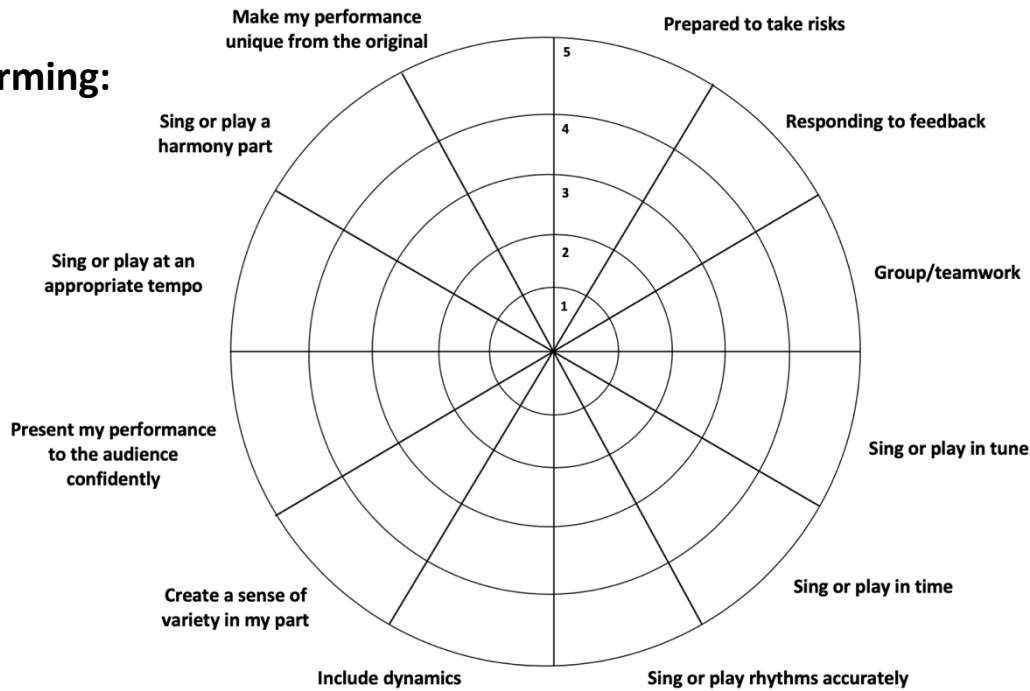 rming:
Make my performance
unique from the original
Prepared to take risks
Sing or play a
harmony part
Responding to feedback
Sing or play at an
appropriate tempo
Group/teamwork
Present my performance
to the audience
confidently
Sing or play in tune
Create a sense of
variety in my part
Sing or play in time
Include dynamics
Sing or play rhythms accurately
5
4
3
2
1